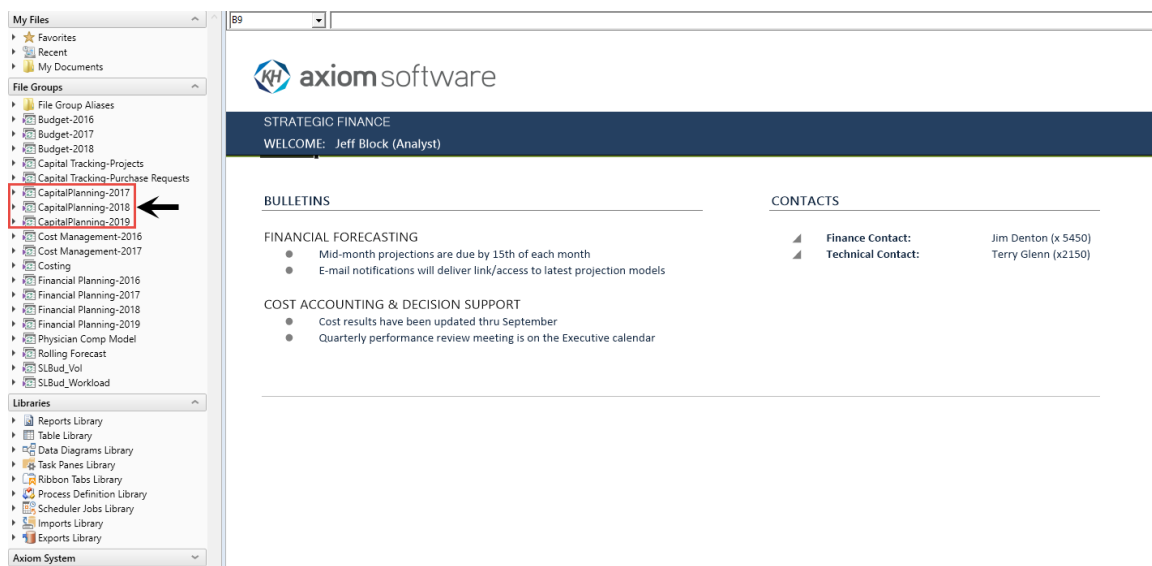 My Files
Favorites
Recent
My Documents
File Groups
File Group Aliases
Budget-2016
Budget-2017
Budget-2018
Capital Tracking-Projects
Capital Tracking-Purchase Requests
CapitalPlanning-2017
CapitalPlanning-2018
CapitalPlanning-2019
Cost Management-2016
Cost Management-2017
Costing
Financial Planning-2016
Financial Planning-2017
Financial Planning-2018
Financial Planning-2019
Physician Comp Model
Rolling Forecast
SLBud_Vol
SLBud_Workload
Libraries
Reports Library
Table Library
Data Diagrams Library
Task Panes Library
Ribbon Tabs Library
Process Definition Library
Scheduler Jobs Library
Imports Library
Exports Library
Axiom System
B9
KH axiom software
STRATEGIC FINANCE
WELCOME: Jeff Block (Analyst)
BULLETINS
FINANCIAL FORECASTING
Mid-month projections are due by 15th of each month
E-mail notifications will deliver link/access to latest projection models
COST ACCOUNTING & DECISION SUPPORT
Cost results have been updated thru September
Quarterly performance review meeting is on the Executive calendar
CONTACTS
Finance Contact: Jim Denton (x 5450)
Technical Contact: Terry Glenn (x2150)